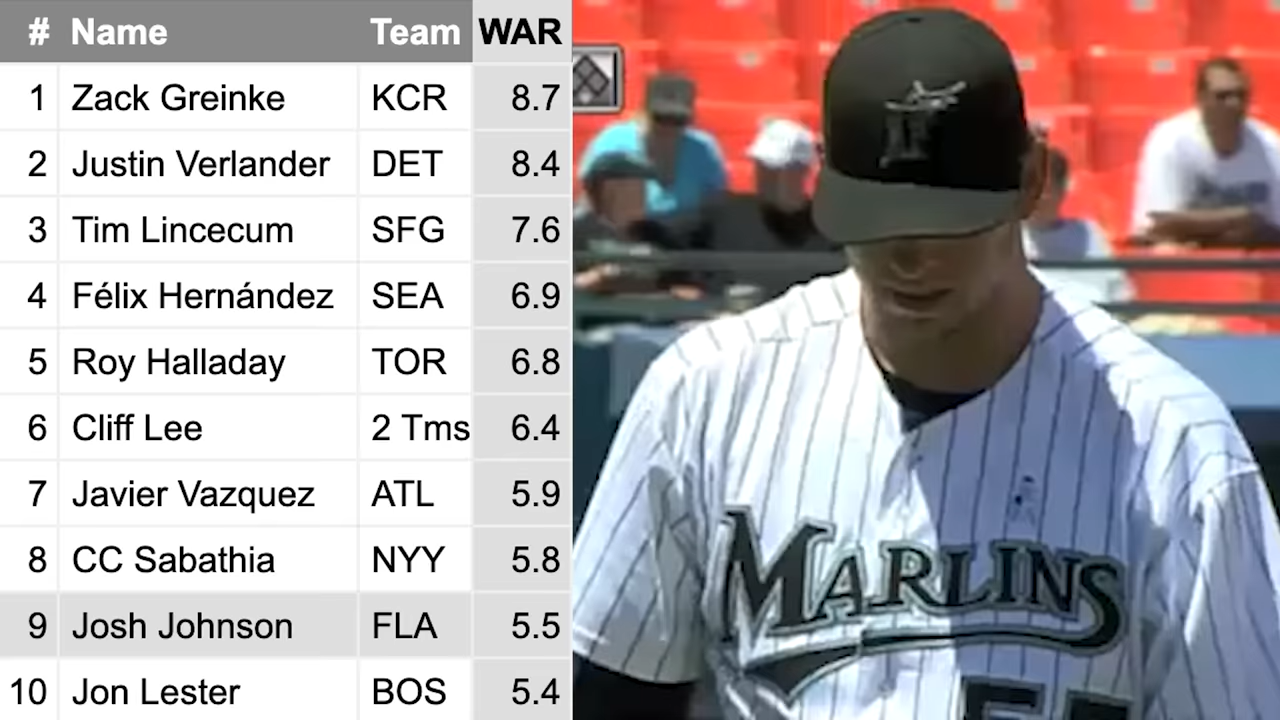 # Name Team WAR
1 Zack Greinke KCR 8.7
2 Justin Verlander DET 8.4
3 Tim Lincecum SFG 7.6
4 Félix Hernández SEA 6.9
5 Roy Halladay TOR 6.8
6 Cliff Lee 2 Tms 6.4
7 Javier Vazquez ATL 5.9
8 CC Sabathia NYY 5.8
9 Josh Johnson FLA 5.5
10 Jon Lester BOS 5.4
MARLINS